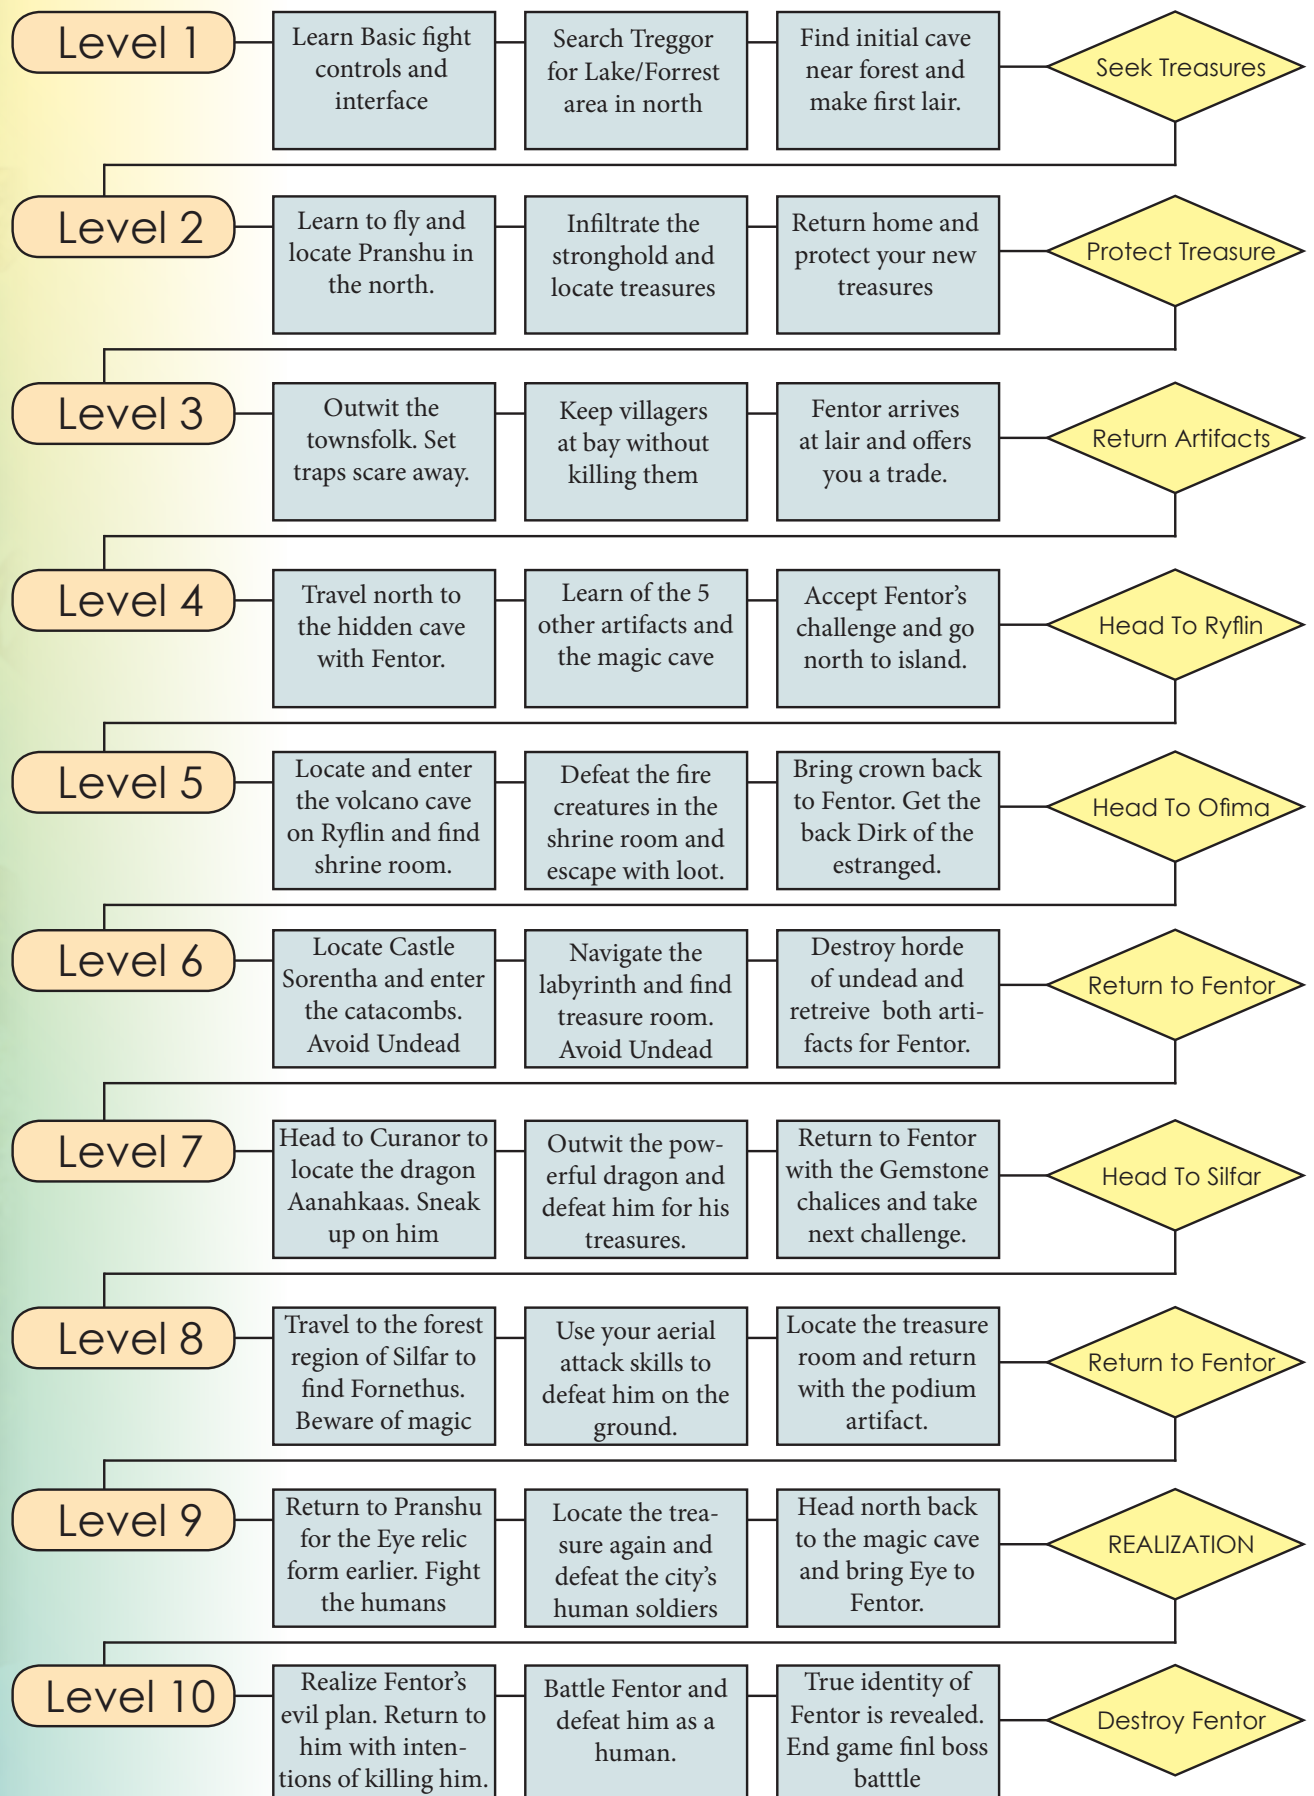 Level 1
Learn Basic fight
controls and
interface
Search Treggor
for Lake/Forrest
area in north
Find initial cave
near forest and
make first lair.
Seek Treasures
Level 2
Learn to fly and
locate Pranshu in
the north.
Infiltrate the
stronghold and
locate treasures
Return home and
protect your new
treasures
Protect Treasure
Level 3
Outwit the
townsfolk. Set
traps scare away.
Keep villagers
at bay without
killing them
Fentor arrives
at lair and offers
you a trade.
Return Artifacts
Level 4
Travel north to
the hidden cave
with Fentor.
Learn of the 5
other artifacts and
the magic cave
Accept Fentor's
challenge and go
north to island.
Head To Ryflin
Level 5
Locate and enter
the volcano cave
on Ryflin and find
shrine room.
Defeat the fire
creatures in the
shrine room and
escape with loot.
Bring crown back
to Fentor. Get the
back Dirk of the
estranged.
Head To Ofima
Level 6
Locate Castle
Sorentha and enter
the catacombs.
Avoid Undead
Navigate the
labyrinth and find
treasure room.
Avoid Undead
Destroy horde
of undead and
retreive both arti-
facts for Fentor.
Return to Fentor
Level 7
Head to Curanor to
locate the dragon
Aanahkaas. Sneak
up on him
Outwit the pow-
erful dragon and
defeat him for his
treasures.
Return to Fentor
with the Gemstone
chalices and take
next challenge.
Head To Silfar
Level 8
Travel to the forest
region of Silfar to
find Fornethus.
Beware of magic
Use your aerial
attack skills to
defeat him on the
ground.
Locate the treasure
room and return
with the podium
artifact.
Return to Fentor
Level 9
Return to Pranshu
for the Eye relic
form earlier. Fight
the humans
Locate the trea-
sure again and
defeat the city's
human soldiers
Head north back
to the magic cave
and bring Eye to
Fentor.
REALIZATION
Level 10
Realize Fentor's
evil plan. Return to
him with inten-
tions of killing him.
Battle Fentor and
defeat him as a
human.
True identity of
Fentor is revealed.
End game finl boss
batttle
Destroy Fentor